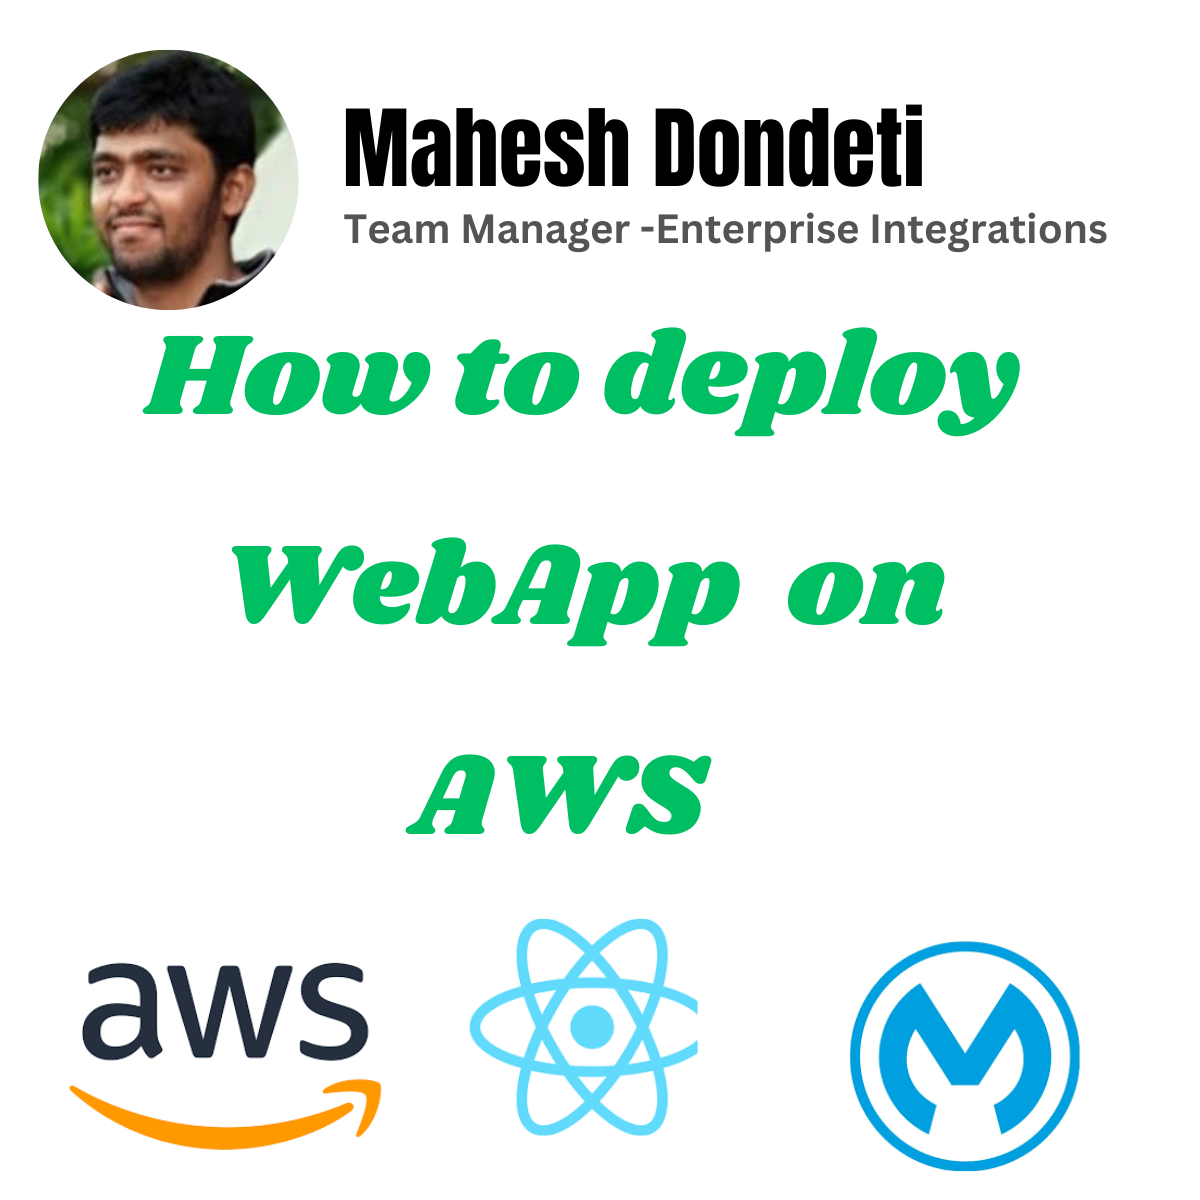 Mahesh Dondeti
Team Manager -Enterprise Integrations
How to deploy
WebApp on
AWS
aws